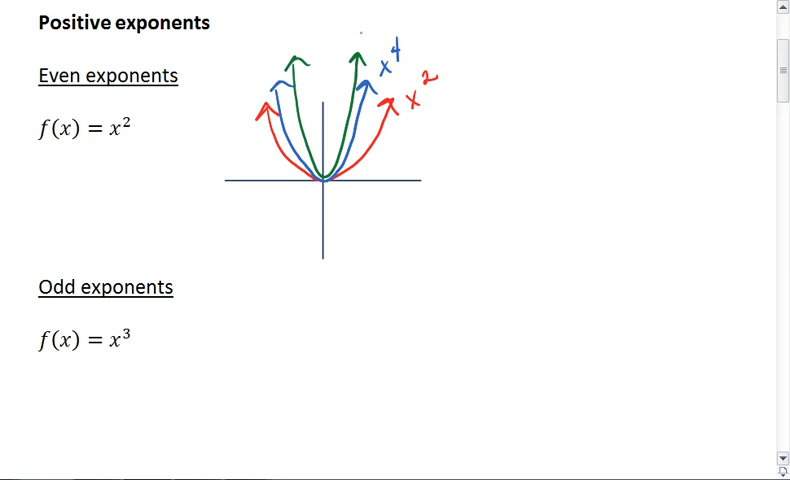 Positive exponents
Even exponents
x⁴
x²
f(x) = x²
Odd exponents
f(x) = x³